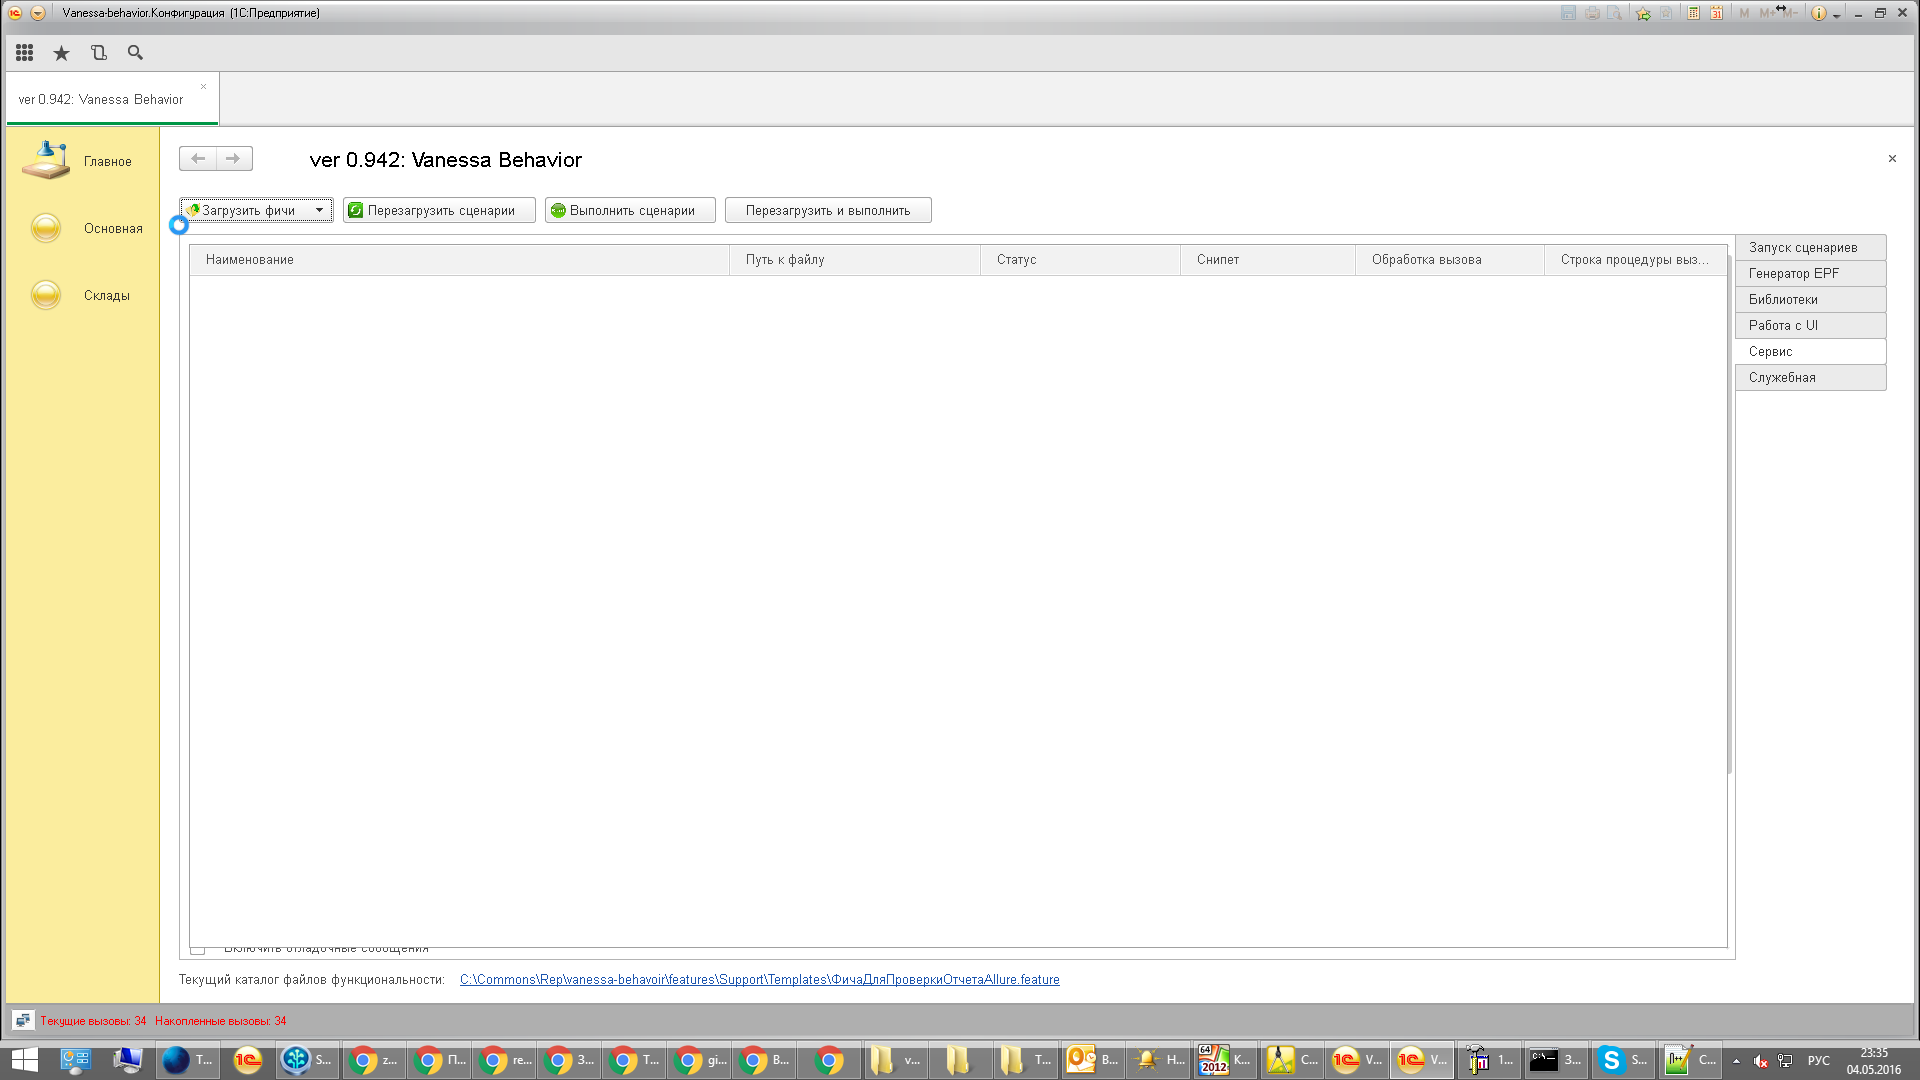 Vanessa-behavior.Конфигурация (1С:Предприятие)
M M+ M-
31
ver 0.942: Vanessa Behavior
Главное
Основная
Склады
ver 0.942: Vanessa Behavior
Загрузить фичи
Перезагрузить сценарии
Выполнить сценарии
Перезагрузить и выполнить
Наименование
Путь к файлу
Статус
Снипет
Обработка вызова
Строка процедуры выз...
Запуск сценариев
Генератор EPF
Библиотеки
Работа с UI
Сервис
Служебная
Включить отладочные сообщения
Текущий каталог файлов функциональности:
C:\Commons\Rep\vanessa-behavoir\features\Support\Templates\ФичаДляПроверкиОтчетаAllure.feature
Текущие вызовы: 34 Накопленные вызовы: 34
T...
S...
z...
П...
re...
З...
T...
gi...
B...
v...
T...
B...
H...
64
2012
K...
C...
V...
V...
1...
C:\
З...
S...
C...
РУС
23:35
04.05.2016